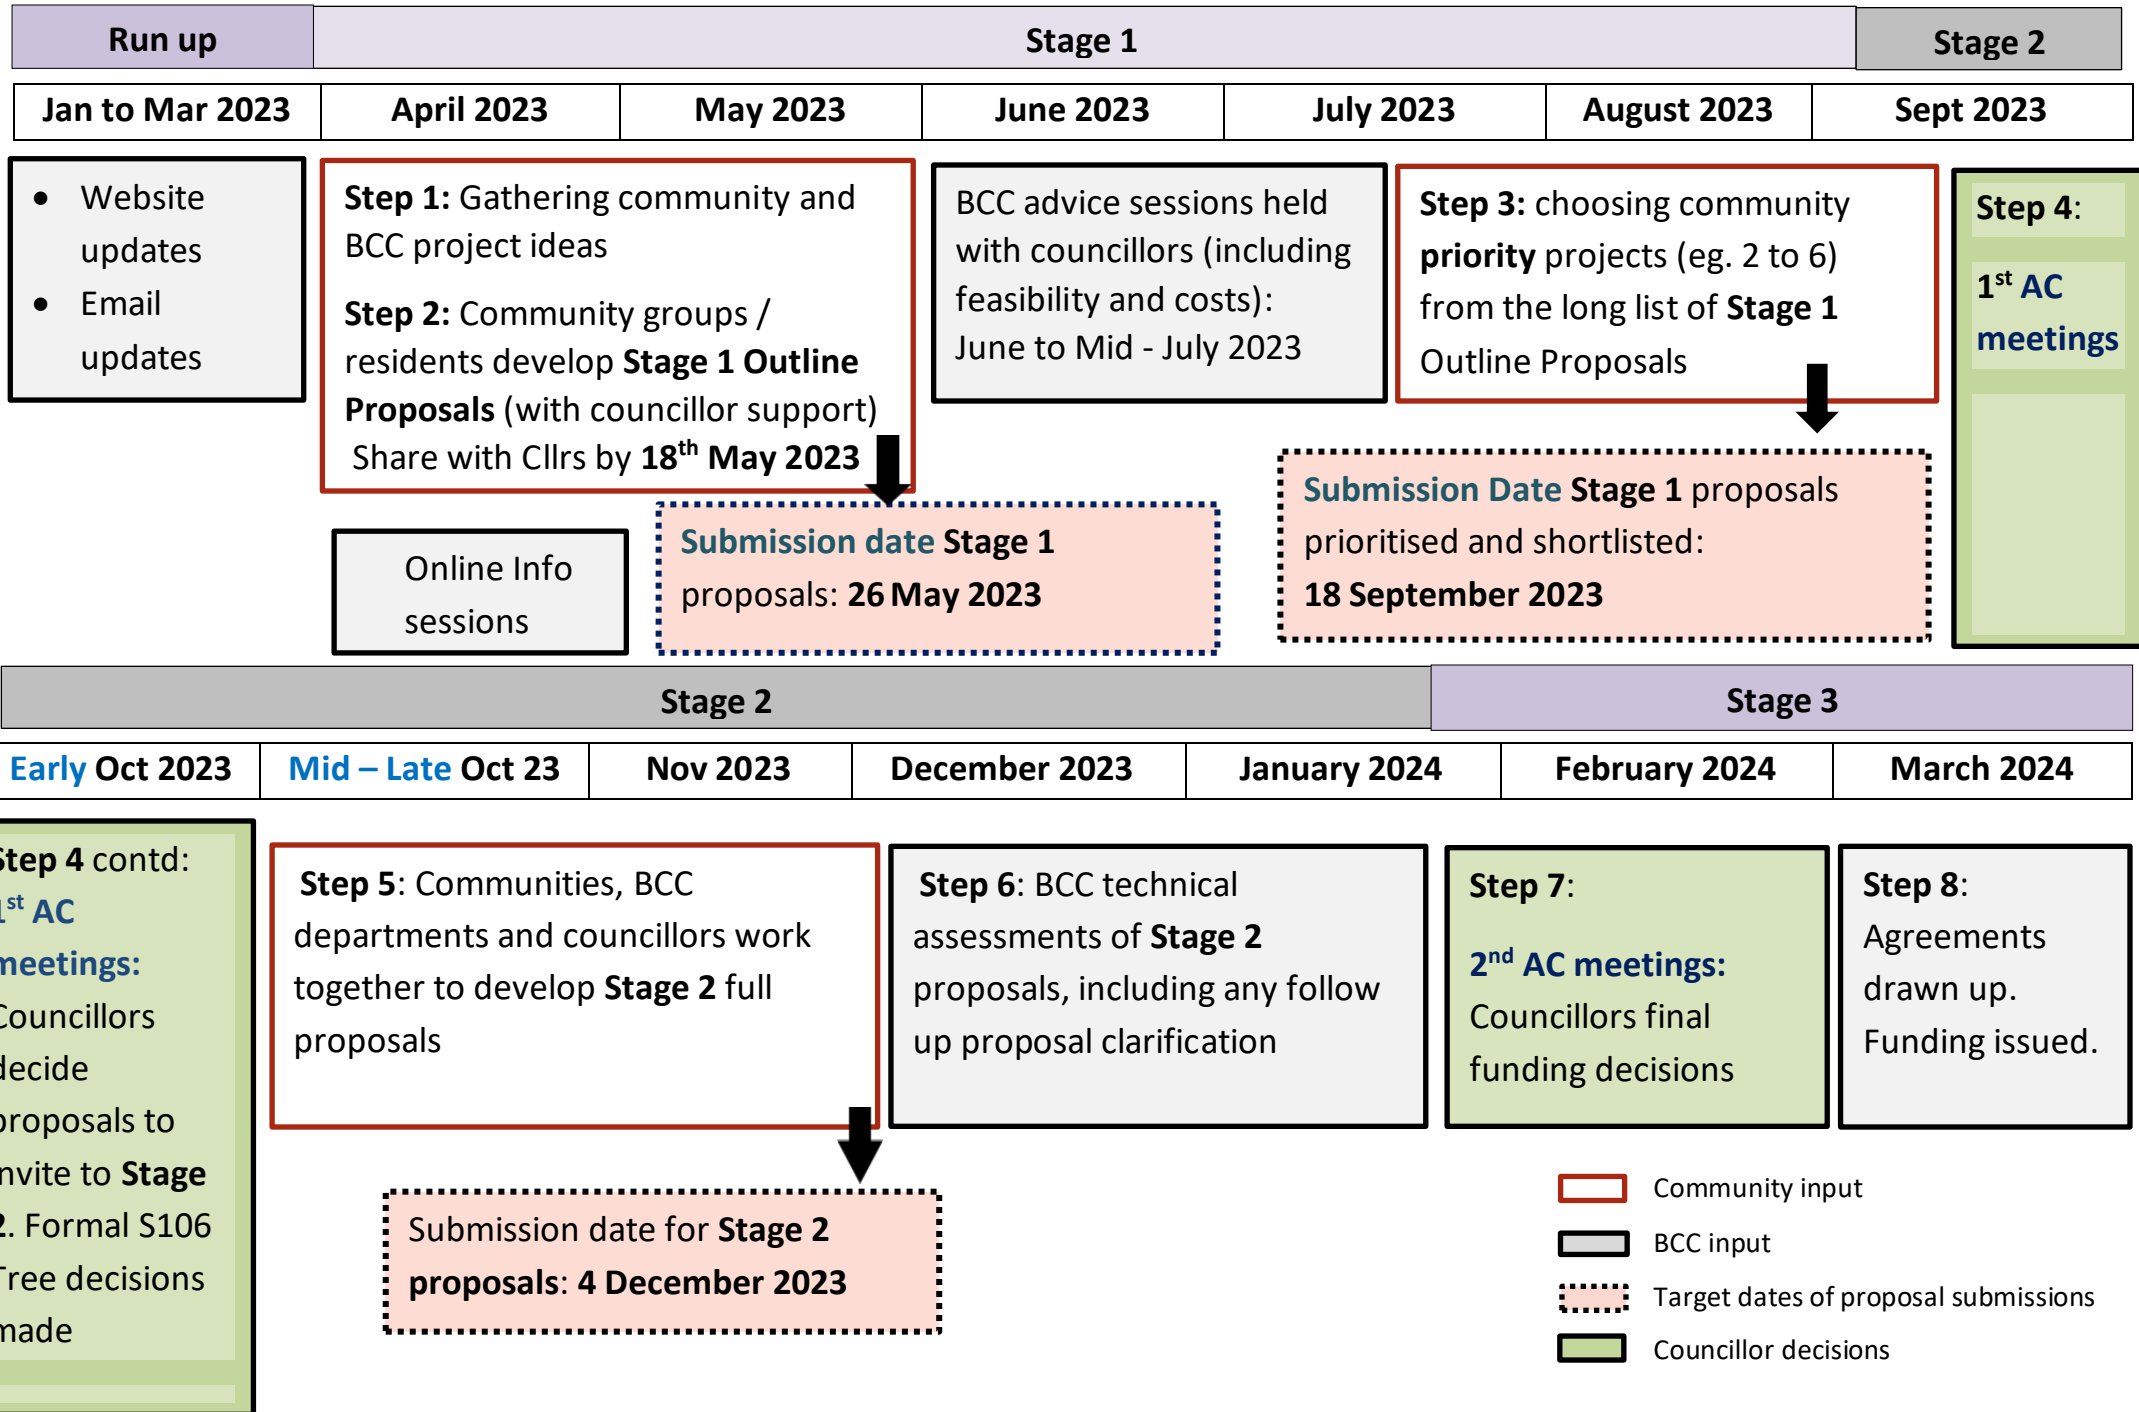 Run up
Stage 1
Stage 2
Jan to Mar 2023
April 2023
May 2023
June 2023
July 2023
August 2023
Sept 2023
• Website
updates
• Email
updates
Step 1: Gathering community and
BCC project ideas
Step 2: Community groups /
residents develop Stage 1 Outline
Proposals (with councillor support)
Share with Cllrs by 18th May 2023
BCC advice sessions held
with councillors (including
feasibility and costs):
June to Mid - July 2023
Step 3: choosing community
priority projects (eg. 2 to 6)
from the long list of Stage 1
Outline Proposals
Step 4:
1st AC
meetings
Online Info
sessions
Submission date Stage 1
proposals: 26 May 2023
Submission Date Stage 1 proposals
prioritised and shortlisted:
18 September 2023
Stage 2
Stage 3
Early Oct 2023
Mid – Late Oct 23
Nov 2023
December 2023
January 2024
February 2024
March 2024
Step 4 contd:
1st AC
meetings:
Councillors
decide
proposals to
invite to Stage
2. Formal S106
Tree decisions
made
Step 5: Communities, BCC
departments and councillors work
together to develop Stage 2 full
proposals
Step 6: BCC technical
assessments of Stage 2
proposals, including any follow
up proposal clarification
Step 7:
2nd AC meetings:
Councillors final
funding decisions
Step 8:
Agreements
drawn up.
Funding issued.
Submission date for Stage 2
proposals: 4 December 2023
Community input
BCC input
Target dates of proposal submissions
Councillor decisions